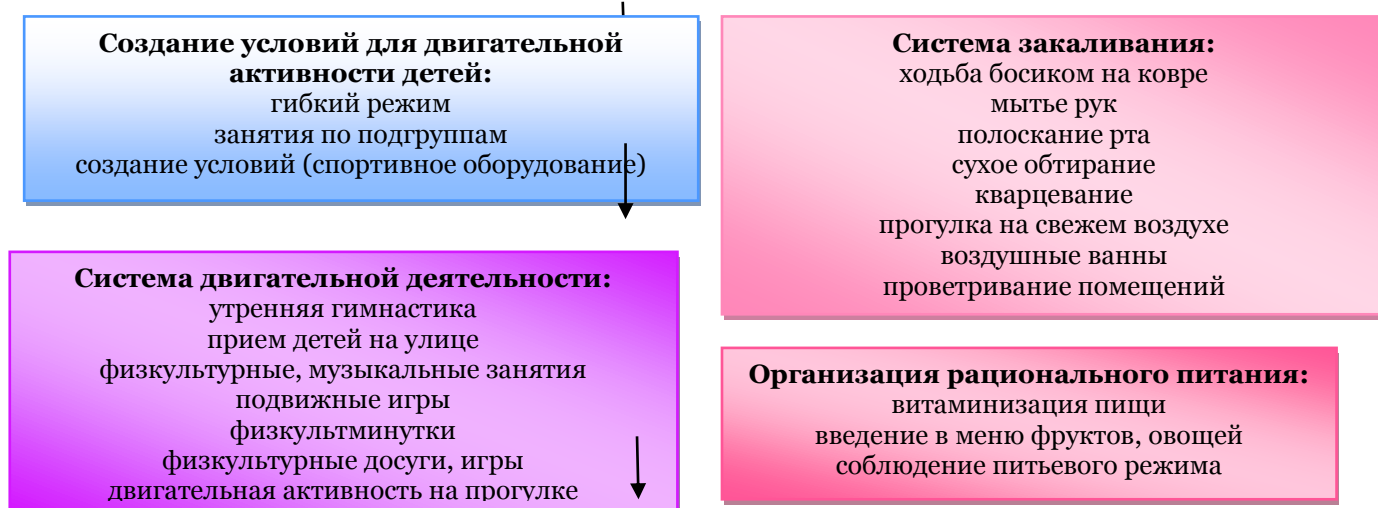 Создание условий для двигательной
активности детей:
гибкий режим
занятия по подгруппам
создание условий (спортивное оборудование)
Система двигательной деятельности:
утренняя гимнастика
прием детей на улице
физкультурные, музыкальные занятия
подвижные игры
физкультминутки
физкультурные досуги, игры
двигательная активность на прогулке
Система закаливания:
ходьба босиком на ковре
мытье рук
полоскание рта
сухое обтирание
кварцевание
прогулка на свежем воздухе
воздушные ванны
проветривание помещений
Организация рационального питания:
витаминизация пищи
введение в меню фруктов, овощей
соблюдение питьевого режима